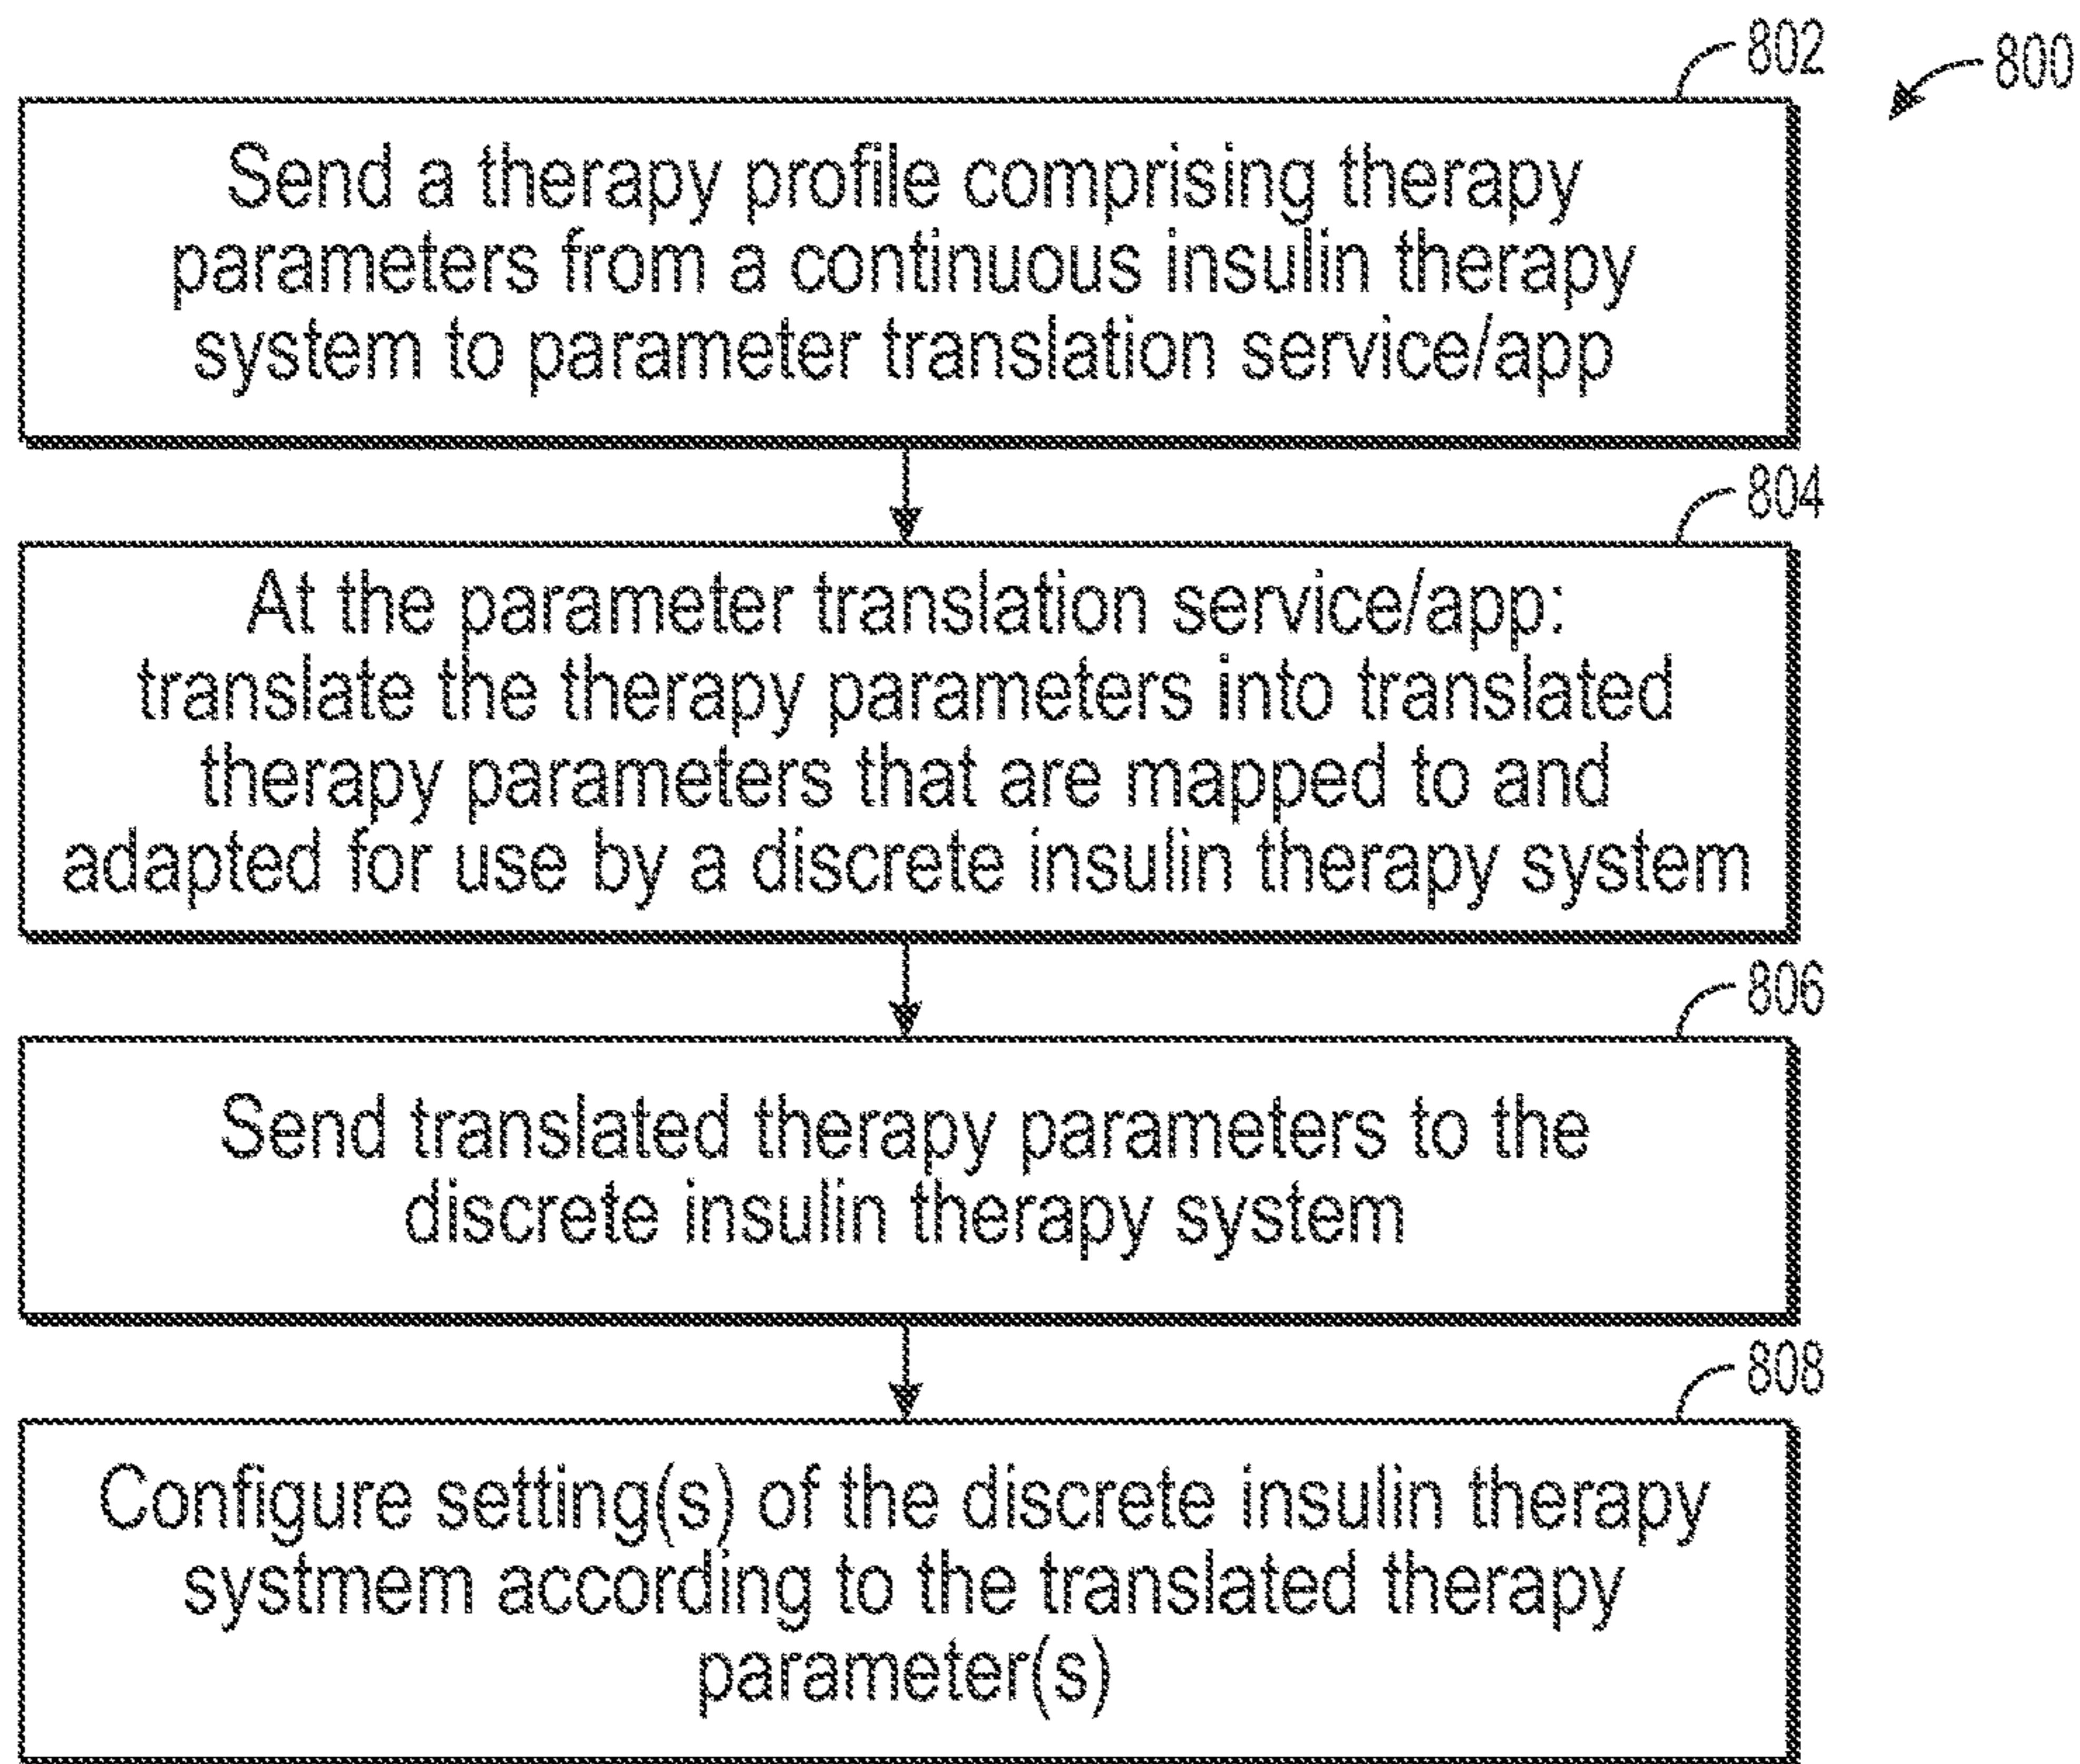 802
800
Send a therapy profile comprising therapy
parameters from a continuous insulin therapy
system to parameter translation service/app
804
At the parameter translation service/app:
translate the therapy parameters into translated
therapy parameters that are mapped to and
adapted for use by a discrete insulin therapy system
806
Send translated therapy parameters to the
discrete insulin therapy system
808
Configure setting(s) of the discrete insulin therapy
systmem according to the translated therapy
parameter(s)